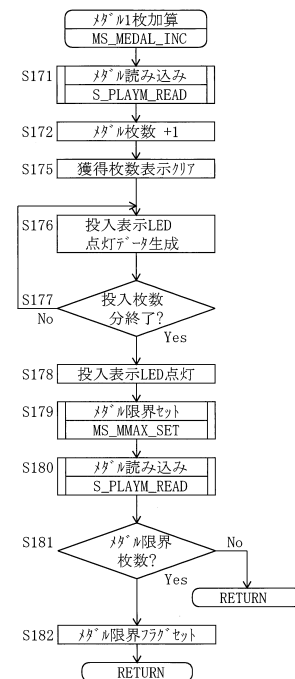 メダル1枚加算
MS_MEDAL_INC
S171
メダル読み込み
S_PLAYM_READ
S172
メダル枚数 +1
S175
獲得枚数表示クリア
S176
投入表示LED
点灯データ生成
S177
投入枚数
分終了?
No
Yes
S178
投入表示LED点灯
S179
メダル限界セット
MS_MMAX_SET
S180
メダル読み込み
S_PLAYM_READ
S181
メダル限界
枚数?
No
Yes
RETURN
S182
メダル限界フラグセット
RETURN